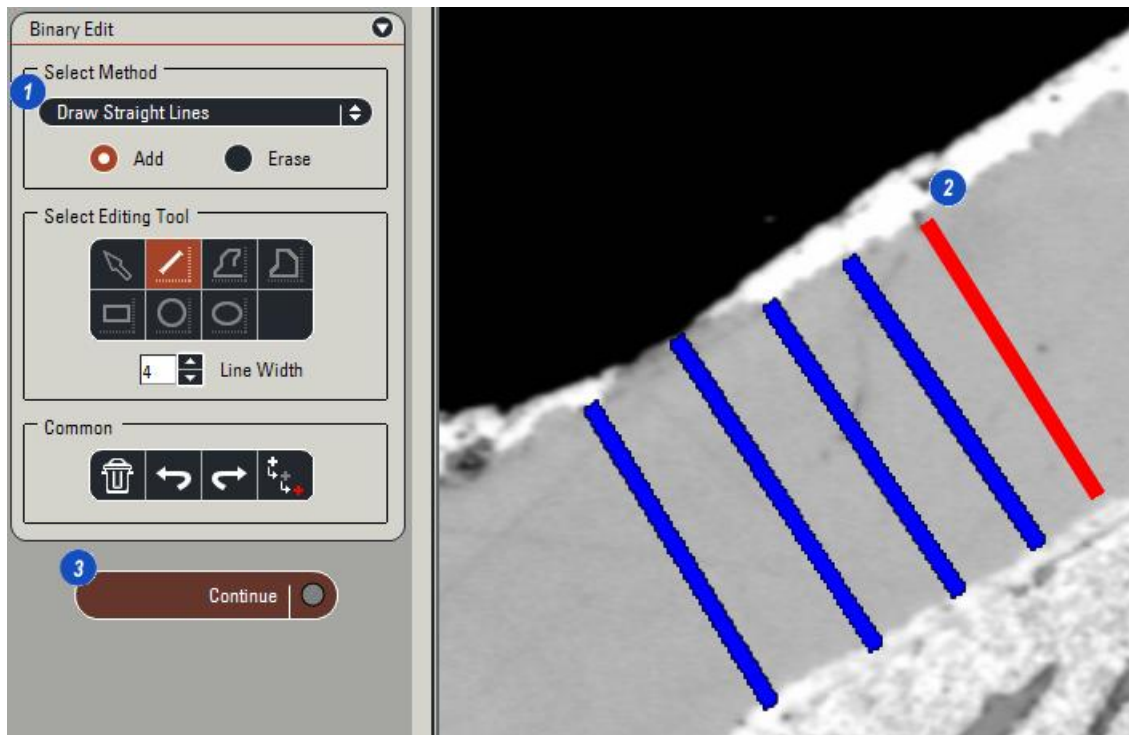 Binary Edit
Select Method
1
Draw Straight Lines
Add Erase
2
Select Editing Tool
4 Line Width
Common
3
Continue